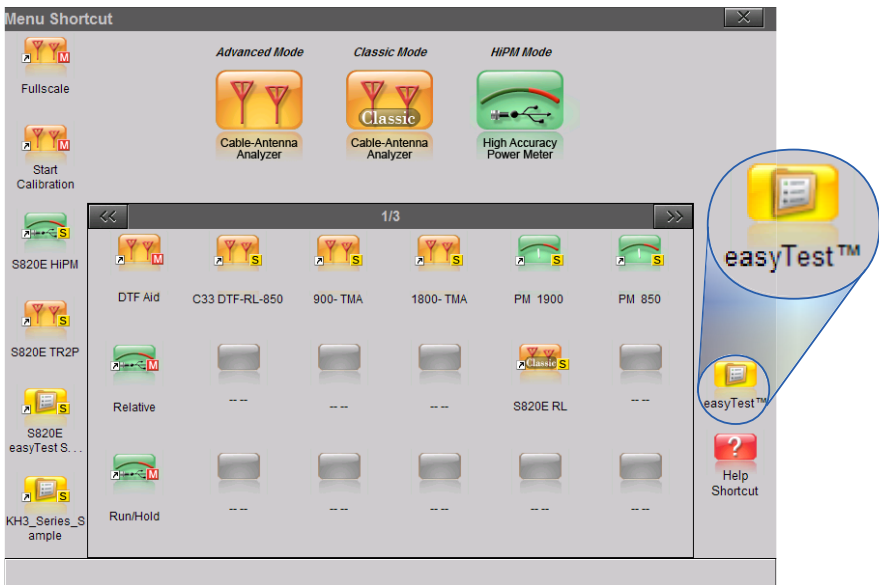 Menu Shortcut
Advanced Mode
Classic Mode
HiPM Mode
Fullscale
M
Classic
Cable-Antenna
Analyzer
Cable-Antenna
Analyzer
High Accuracy
Power Meter
M
Start
Calibration
<<
1/3
>>
S
S820E HiPM
M
S
S
S
S
S
DTF Aid
C33 DTF-RL-850
900- TMA
1800- TMA
PM 1900
PM 850
easyTest™
S
S820E TR2P
M
Classic
S
Relative
-- --
-- --
-- --
S820E RL
-- --
easyTest™
S
S820E
easyTest S. . .
?
Help
Shortcut
S
KH3_Series_S
ample
M
Run/Hold
-- --
-- --
-- --
-- --
-- --